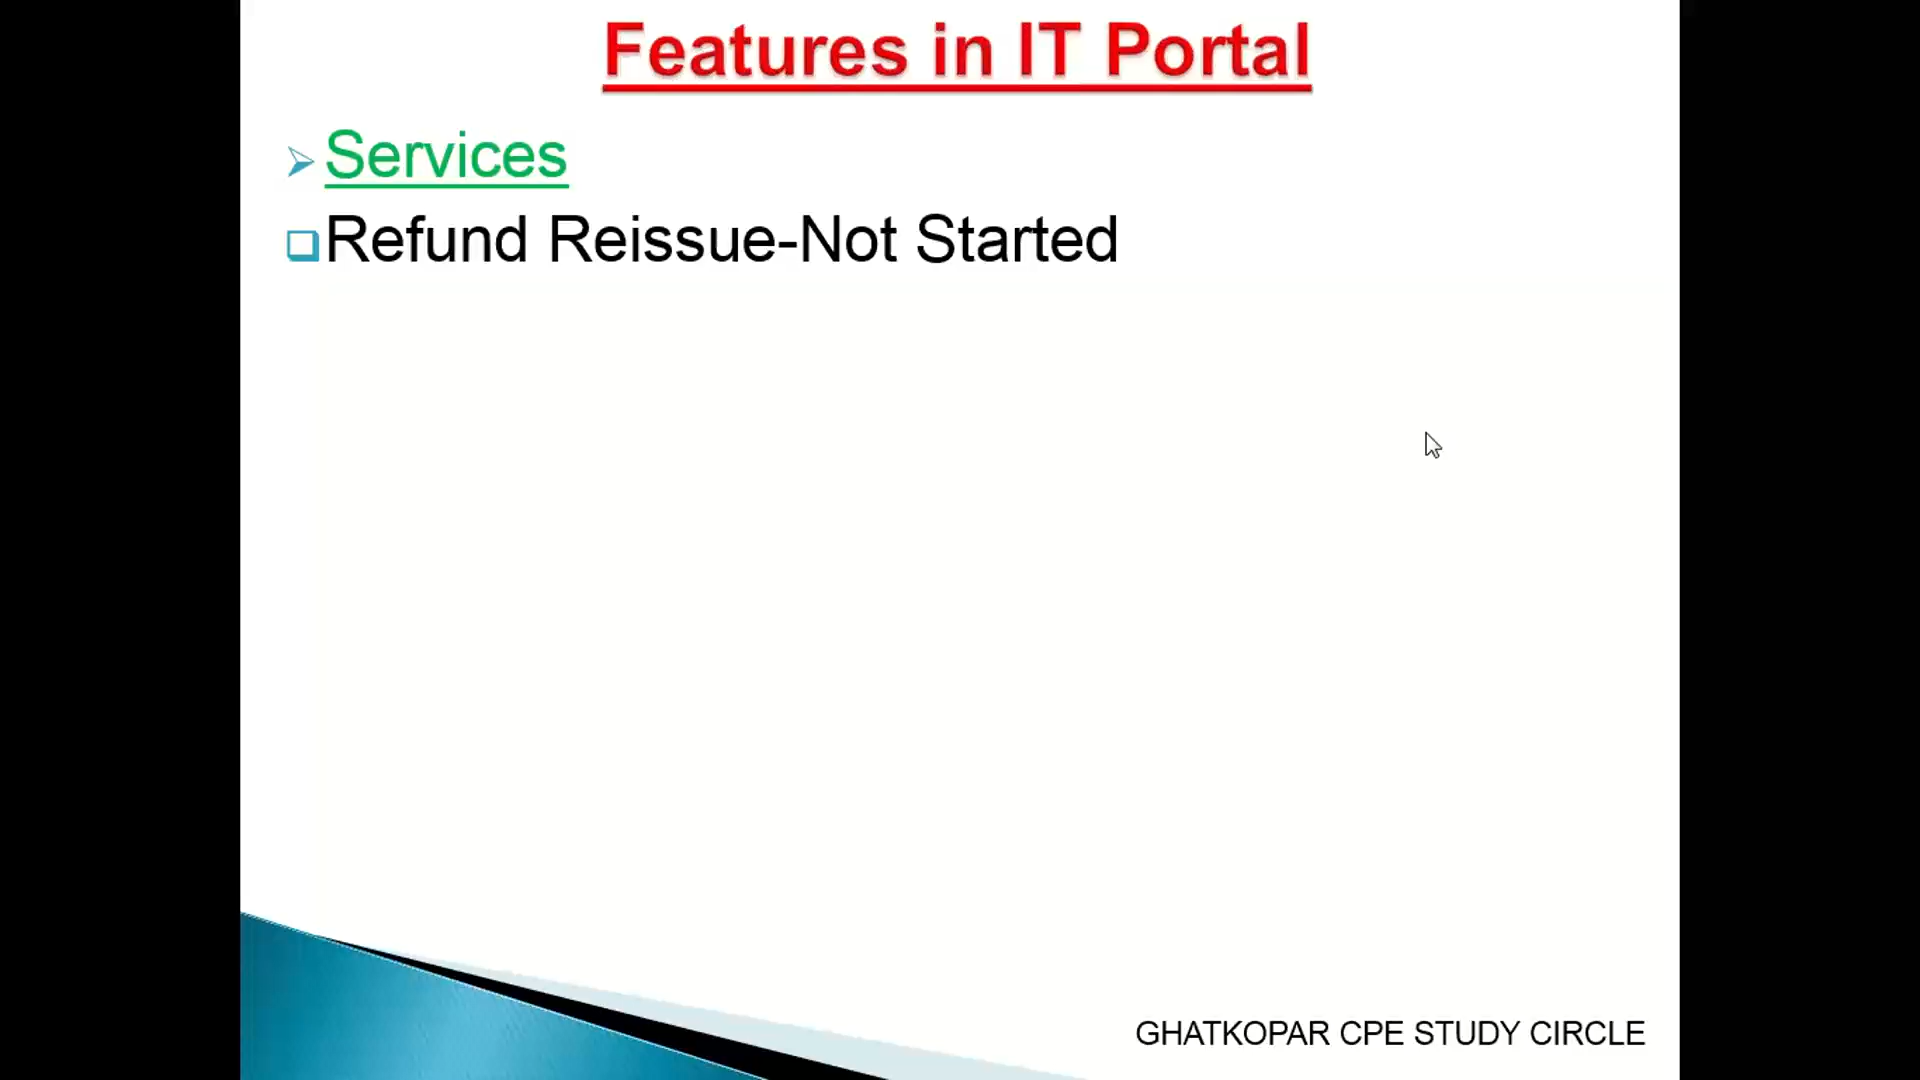 Features in IT Portal
Services
Refund Reissue-Not Started
GHATKOPAR CPE STUDY CIRCLE